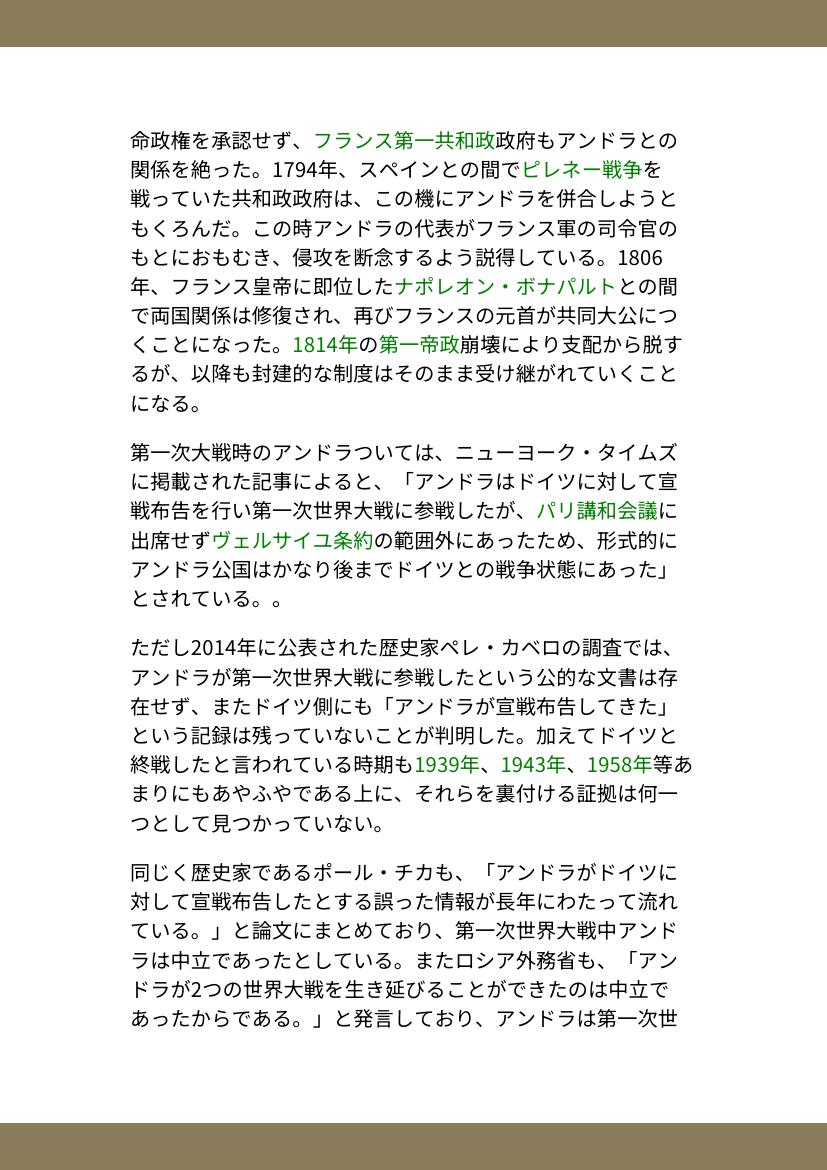 命政権を承認せず、フランス第一共和政政府もアンドラとの
関係を絶った。1794年、スペインとの間でピレネー戦争を
戦っていた共和政政府は、この機にアンドラを併合しようと
もくろんだ。この時アンドラの代表がフランス軍の司令官の
もとにおもむき、侵攻を断念するよう説得している。1806
年、フランス皇帝に即位したナポレオン・ボナパルトとの間
で両国関係は修復され、再びフランスの元首が共同大公につ
くことになった。1814年の第一帝政崩壊により支配から脱す
るが、以降も封建的な制度はそのまま受け継がれていくこと
になる。
第一次大戦時のアンドラついては、ニューヨーク・タイムズ
に掲載された記事によると、「アンドラはドイツに対して宣
戦布告を行い第一次世界大戦に参戦したが、パリ講和会議に
出席せずヴェルサイユ条約の範囲外にあったため、形式的に
アンドラ公国はかなり後までドイツとの戦争状態にあった」
とされている。。
ただし2014年に公表された歴史家ペレ・カベロの調査では、
アンドラが第一次世界大戦に参戦したという公的な文書は存
在せず、またドイツ側にも「アンドラが宣戦布告してきた」
という記録は残っていないことが判明した。加えてドイツと
終戦したと言われている時期も1939年、1943年、1958年等あ
まりにもあやふやである上に、それらを裏付ける証拠は何一
つとして見つかっていない。
同じく歴史家であるポール・チカも、「アンドラがドイツに
対して宣戦布告したとする誤った情報が長年にわたって流れ
ている。」と論文にまとめており、第一次世界大戦中アンド
ラは中立であったとしている。またロシア外務省も、「アン
ドラが2つの世界大戦を生き延びることができたのは中立で
あったからである。」と発言しており、アンドラは第一次世